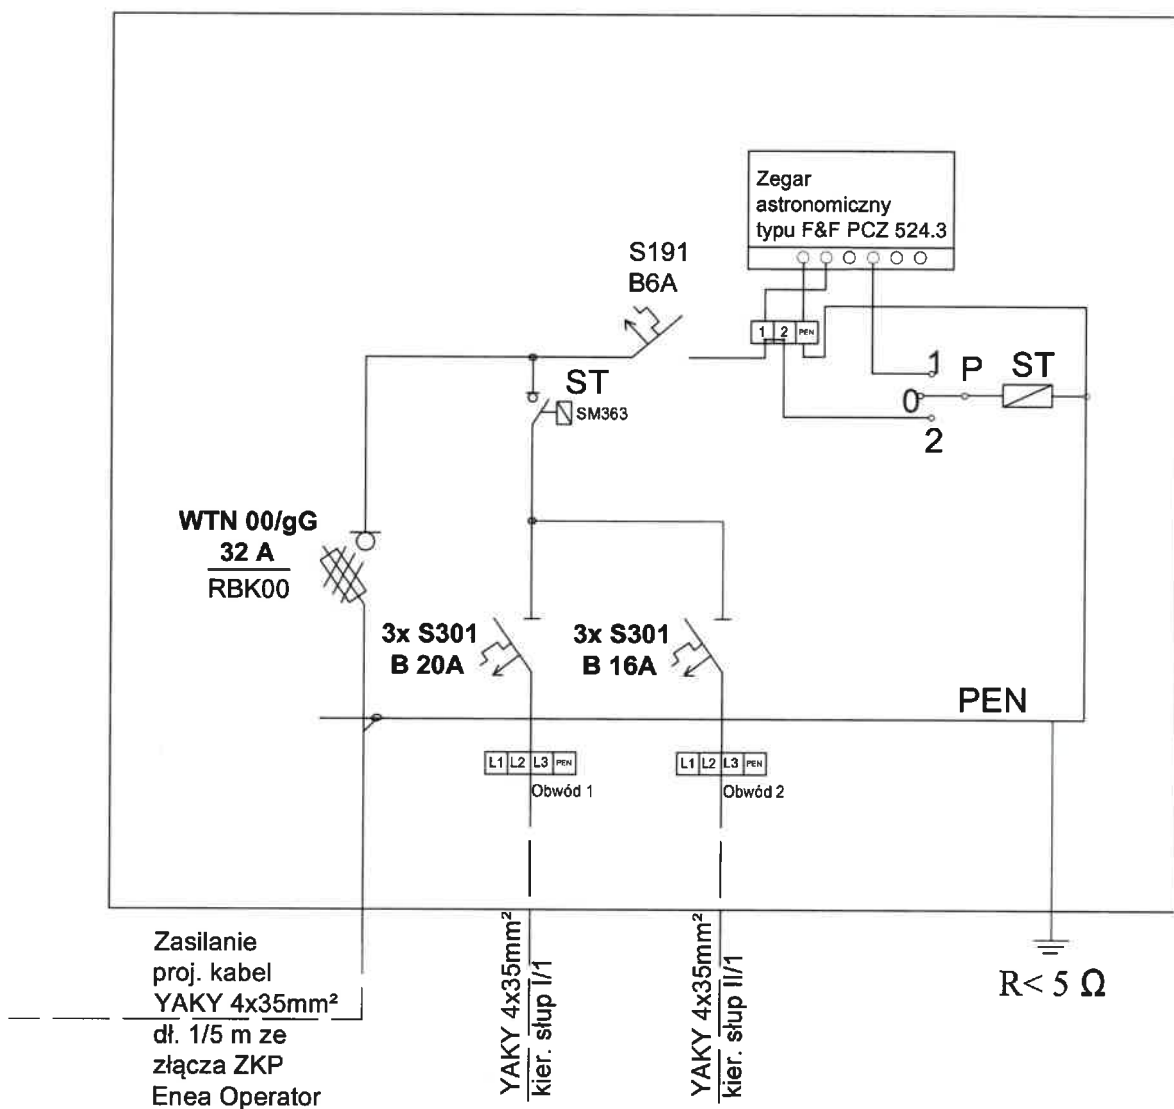 Zegar
astronomiczny
typu F&F PCZ 524.3
S191
B6A
1 2 PEN
1
P
ST
0
2
ST
SM363
WTN 00/gG
32 A
RBK00
3x S301
B 20A
3x S301
B 16A
PEN
L1 L2 L3 PEN
L1 L2 L3 PEN
Obwód 1
Obwód 2
Zasilanie
proj. kabel
YAKY 4x35mm²
dł. 1/5 m ze
złącza ZKP
Enea Operator
YAKY 4x35mm²
kier. słup I/1
YAKY 4x35mm²
kier. słup II/1
R< 5 Ω